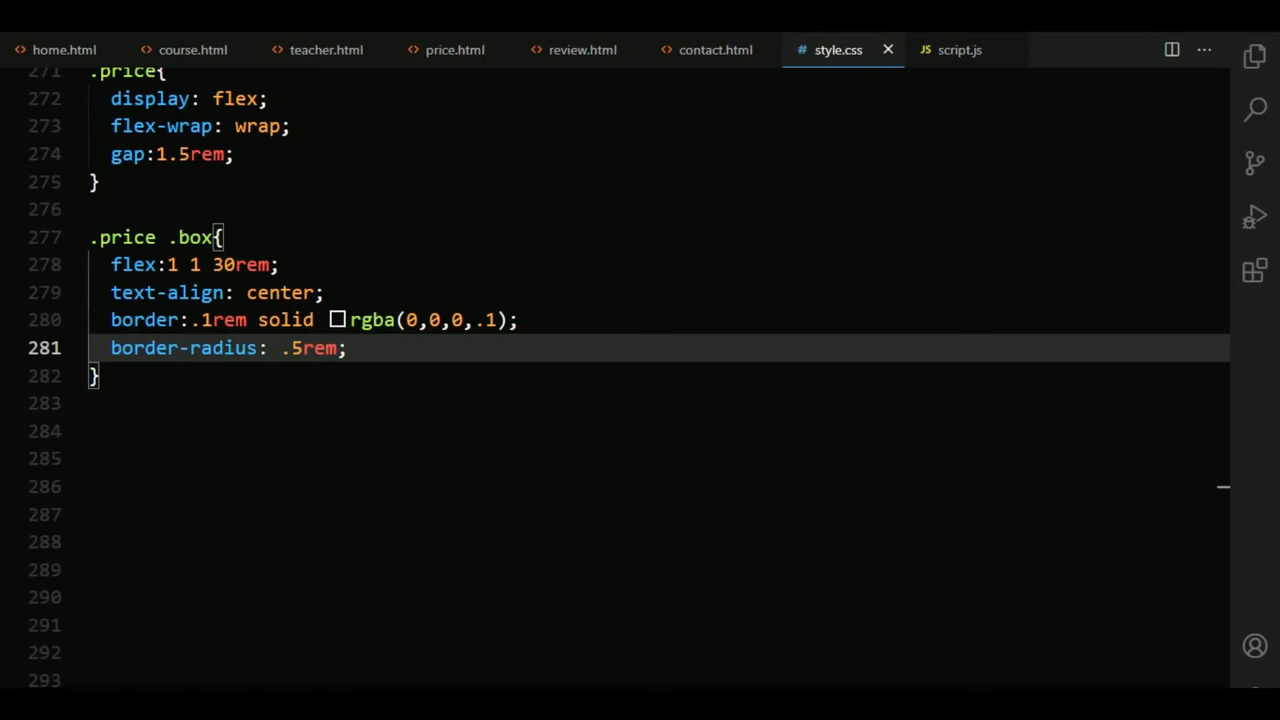 home.html course.html teacher.html price.html review.html contact.html # style.css JS script.js
271 .price{
272 display: flex;
273 flex-wrap: wrap;
274 gap:1.5rem;
275 }
276
277 .price .box{
278 flex:1 1 30rem;
279 text-align: center;
280 border:.1rem solid rgba(0,0,0,.1);
281 border-radius: .5rem;
282 }
283
284
285
286
287
288
289
290
291
292
293